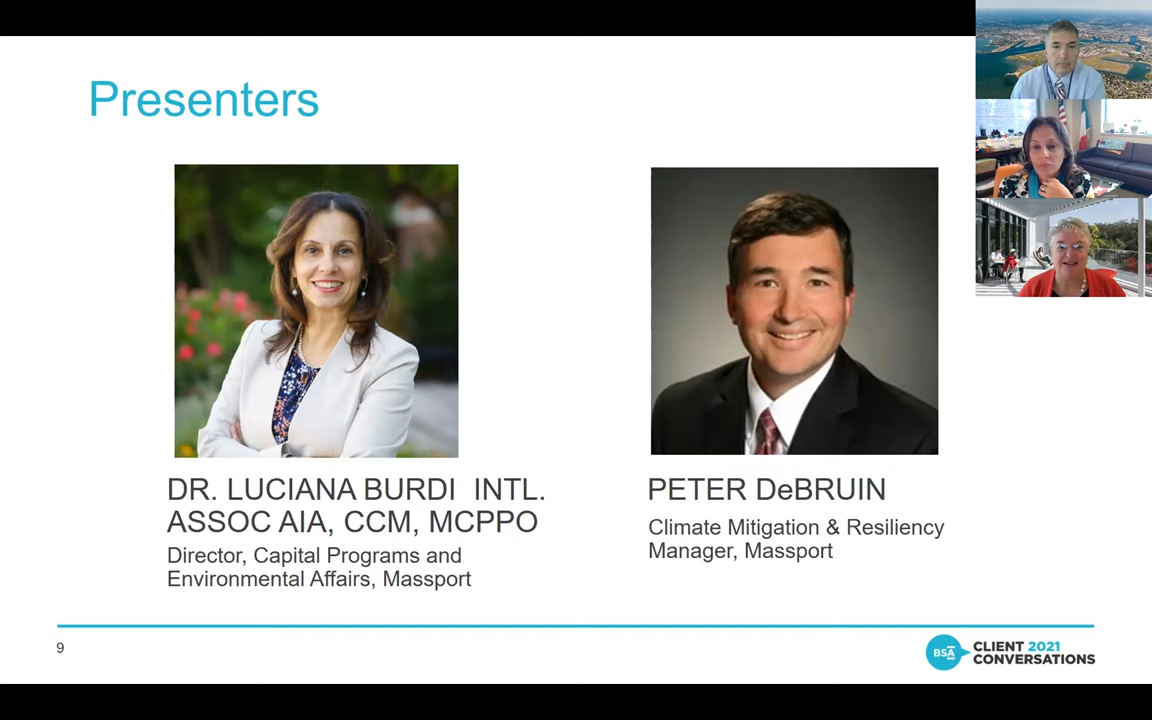 Presenters
DR. LUCIANA BURDI INTL.
ASSOC AIA, CCM, MCPPO
Director, Capital Programs and
Environmental Affairs, Massport
PETER DeBRUIN
Climate Mitigation & Resiliency
Manager, Massport
9
BSA
CLIENT 2021
CONVERSATIONS